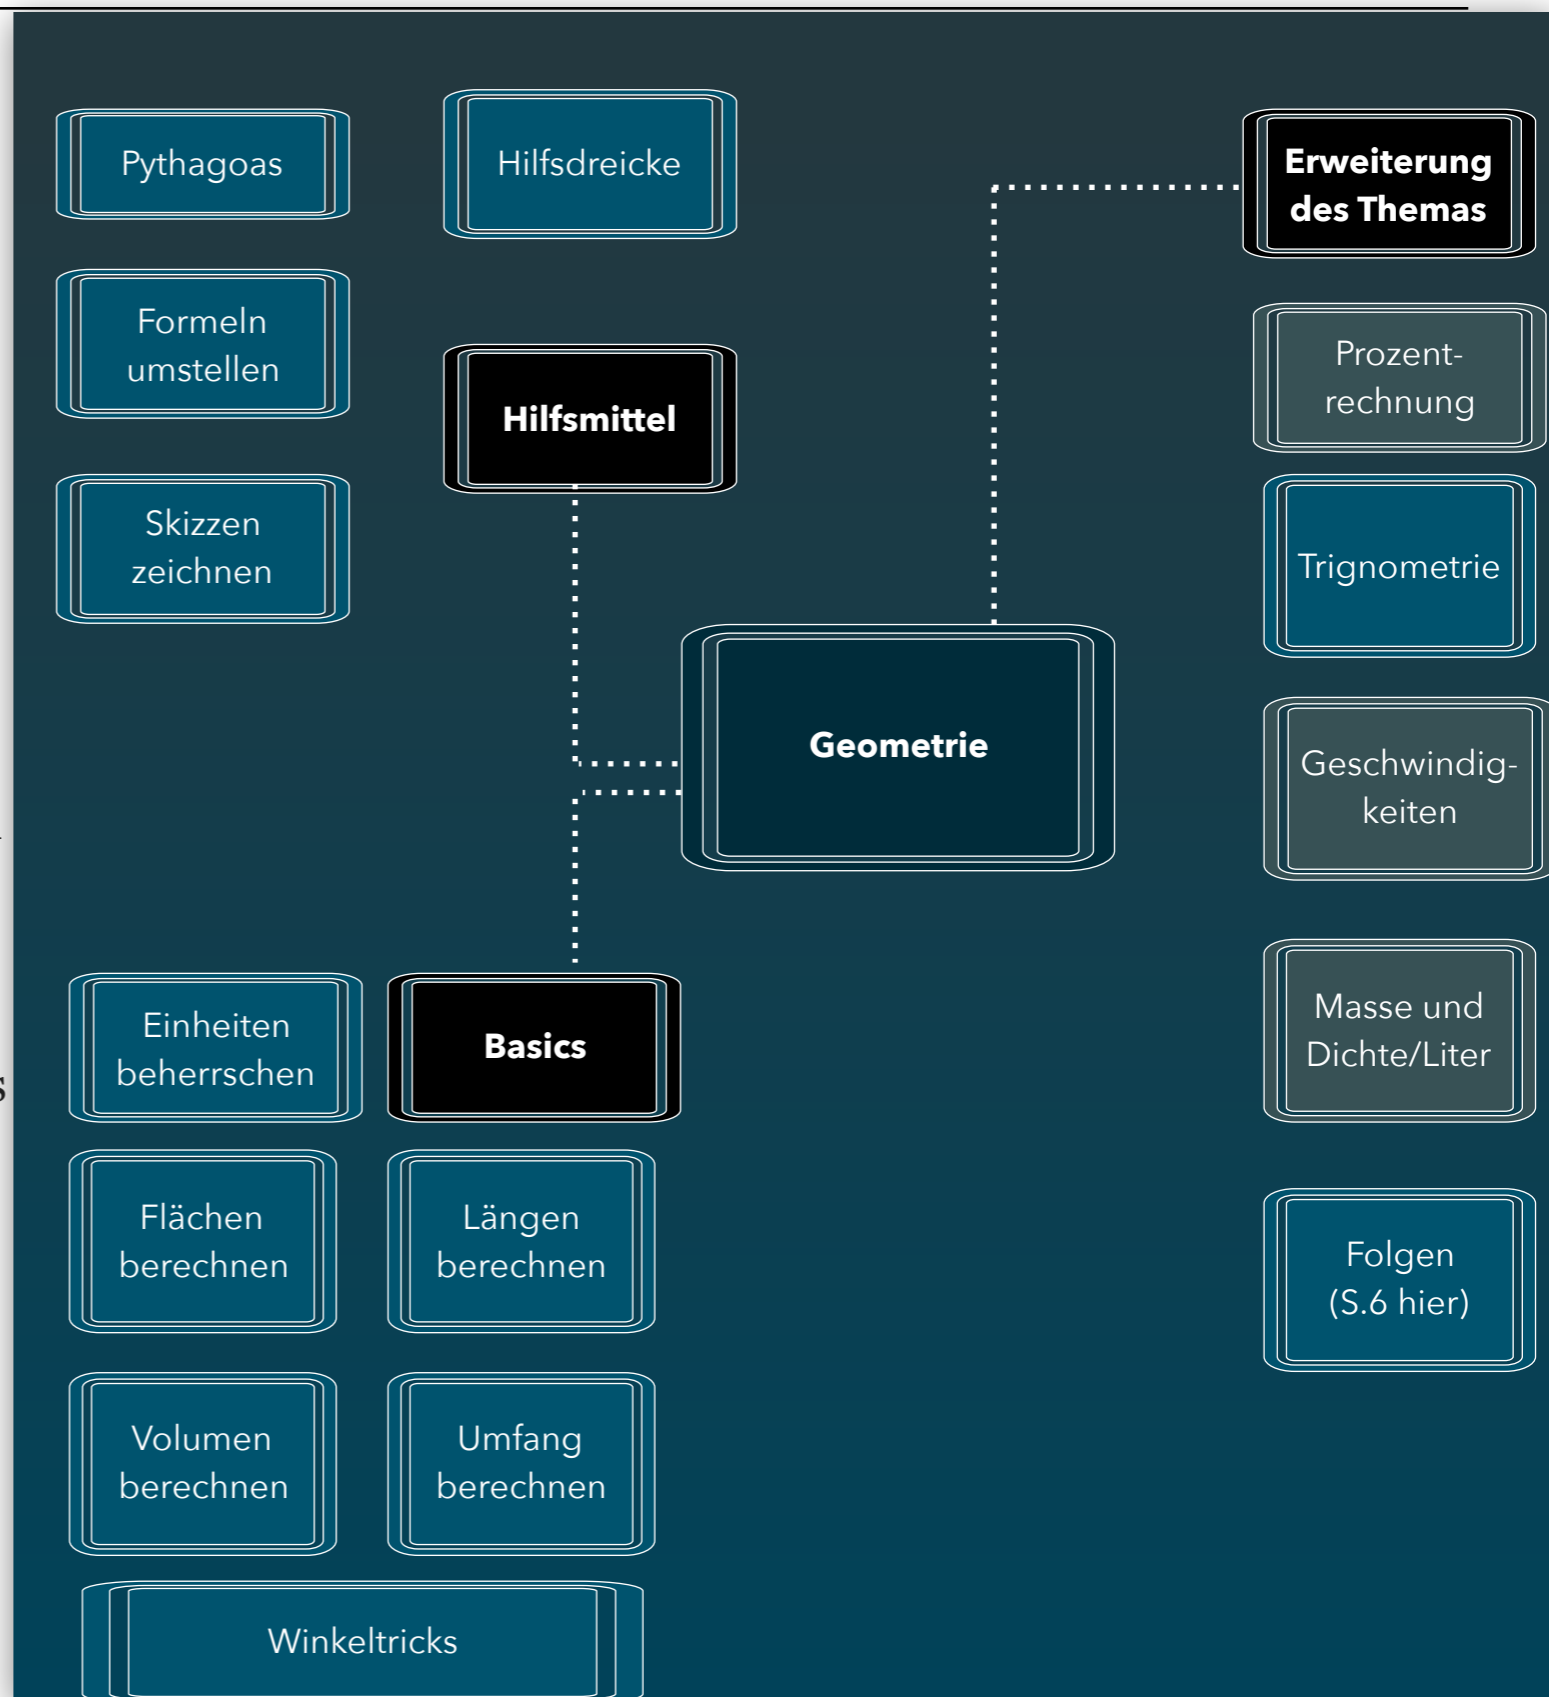 Pythagoas
Hilfsdreicke
Formeln
umstellen
Hilfsmittel
Skizzen
zeichnen
Erweiterung
des Themas
Prozent-
rechnung
Trignometrie
Geschwindig-
keiten
Masse und
Dichte/Liter
Folgen
(S.6 hier)
Geometrie
Einheiten
beherrschen
Basics
Flächen
berechnen
Längen
berechnen
Volumen
berechnen
Umfang
berechnen
Winkeltricks
s